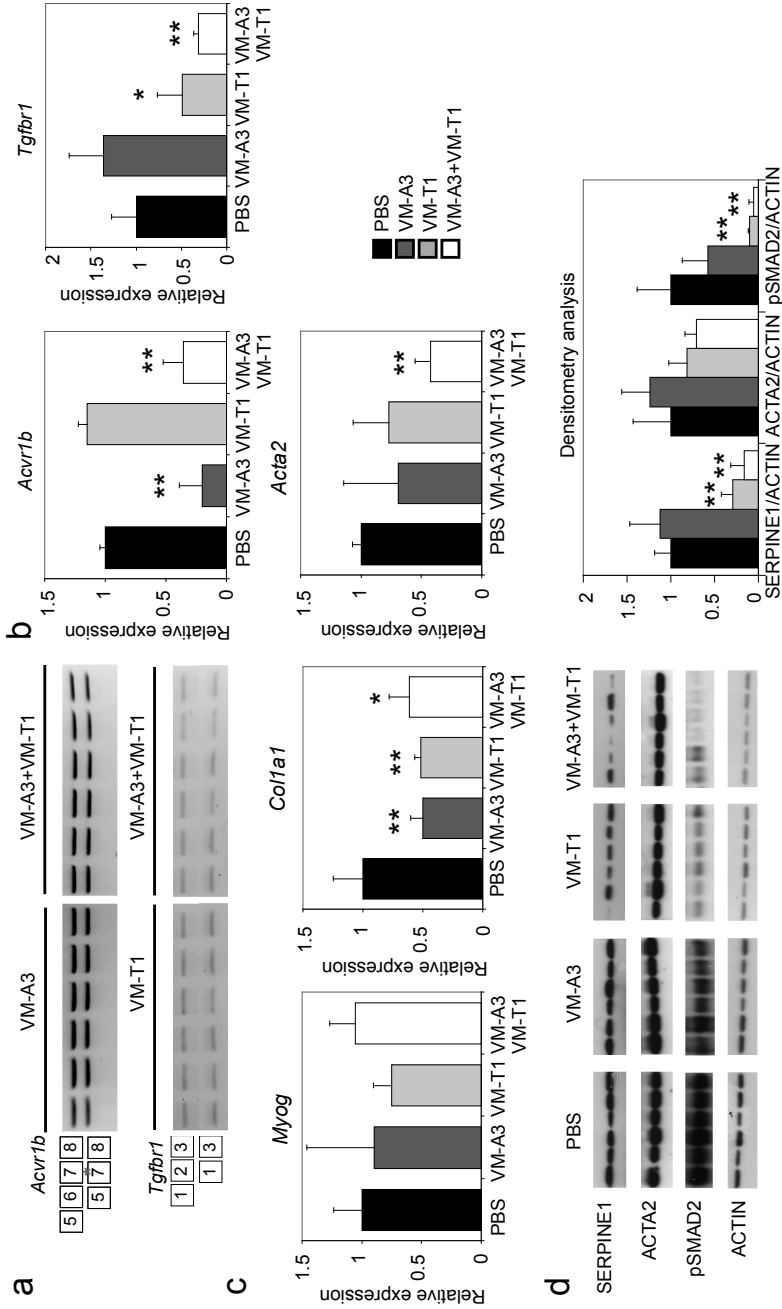 a
Acvr1b
VM-A3
VM-A3+VM-T1
5 6 7 8
5 7* 8
Tgfbr1
VM-T1
VM-A3+VM-T1
1 2 3
1 3
b
Acvr1b
Relative expression
1.5
1
0.5
0
**
**
PBS
VM-A3
VM-T1
VM-A3
VM-T1
Tgfbr1
Relative expression
2
1.5
1
0.5
0
*
**
PBS
VM-A3
VM-T1
VM-A3
VM-T1
c
Myog
Relative expression
1.5
1
0.5
0
PBS
VM-A3
VM-T1
VM-A3
VM-T1
Col1a1
Relative expression
1.5
1
0.5
0
**
**
*
PBS
VM-A3
VM-T1
VM-A3
VM-T1
Acta2
Relative expression
1.5
1
0.5
0
**
PBS
VM-A3
VM-T1
VM-A3
VM-T1
PBS
VM-A3
VM-T1
VM-A3+VM-T1
d
PBS
VM-A3
VM-T1
VM-A3+VM-T1
SERPINE1
ACTA2
pSMAD2
ACTIN
Densitometry analysis
2
1.5
1
0.5
0
**
**
**
**
SERPINE1/ACTIN
ACTA2/ACTIN
pSMAD2/ACTIN